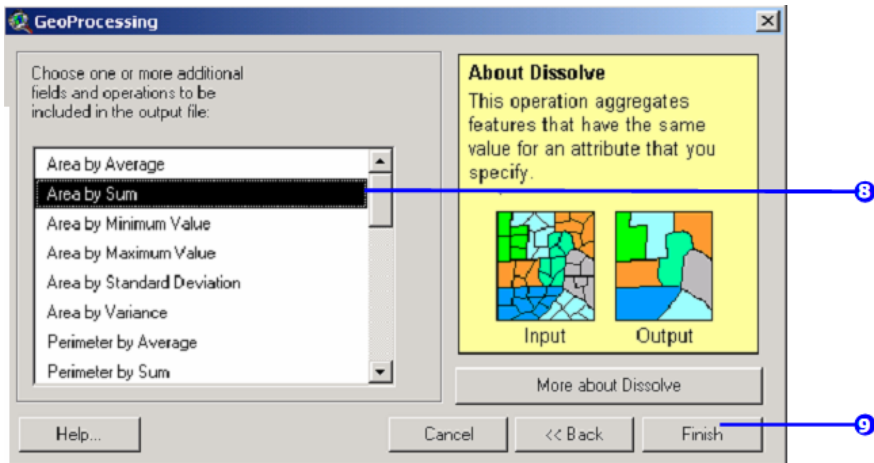 GeoProcessing
Choose one or more additional
fields and operations to be
included in the output file:
Area by Average
Area by Sum
Area by Minimum Value
Area by Maximum Value
Area by Standard Deviation
Area by Variance
Perimeter by Average
Perimeter by Sum
About Dissolve
This operation aggregates
features that have the same
value for an attribute that you
specify.
Input Output
More about Dissolve
Help... Cancel << Back Finish
8
9